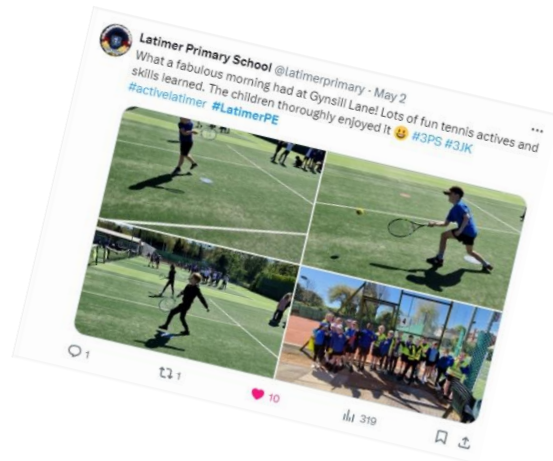 Latimer Primary School @latimerprimary · May 2
What a fabulous morning had at Gynsill Lane! Lots of fun tennis actives and
skills learned. The children thoroughly enjoyed it 😀 #3PS #3JK
#activelatimer #LatimerPE
1
1
10
319